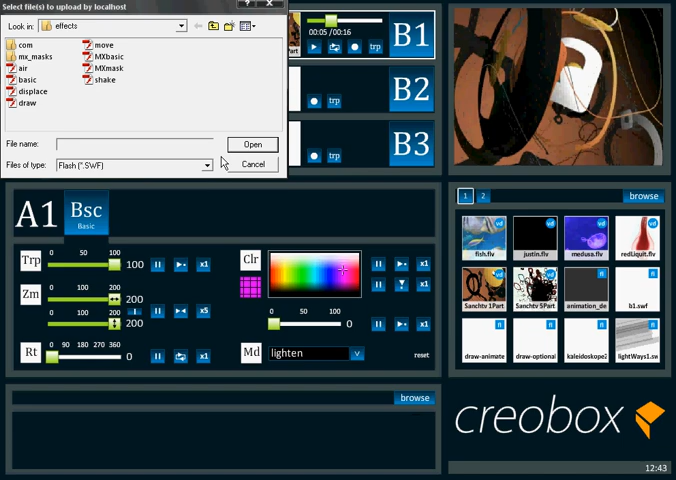 Select file(s) to upload by localhost
Look in: effects
com
mx_masks
air
basic
displace
draw
move
MXbasic
MXmask
shake
File name:
Open
Files of type: Flash (*.SWF)
Cancel
Part
00:05 /00:16
trp
B1
trp
B2
trp
B3
A1
Bsc
Basic
Trp
0 50 100
100
x1
Zm
0 100 200
200
x5
0 100 200
200
Rt
0 90 180 270 360
0
x1
Clr
x1
x1
0 50 100
0
x1
Md
lighten
v
reset
browse
1 2
browse
vd
fish.flv
vd
justin.flv
vd
medusa.flv
vd
redLiquit.flv
vd
Sanchtv 1Part
vd
Sanchtv 5Part
fl
animation_de
fl
b1.swf
fl
draw-animate
fl
draw-optional
fl
kaleidoskope2
fl
lightWays1.sw
creobox
12:43